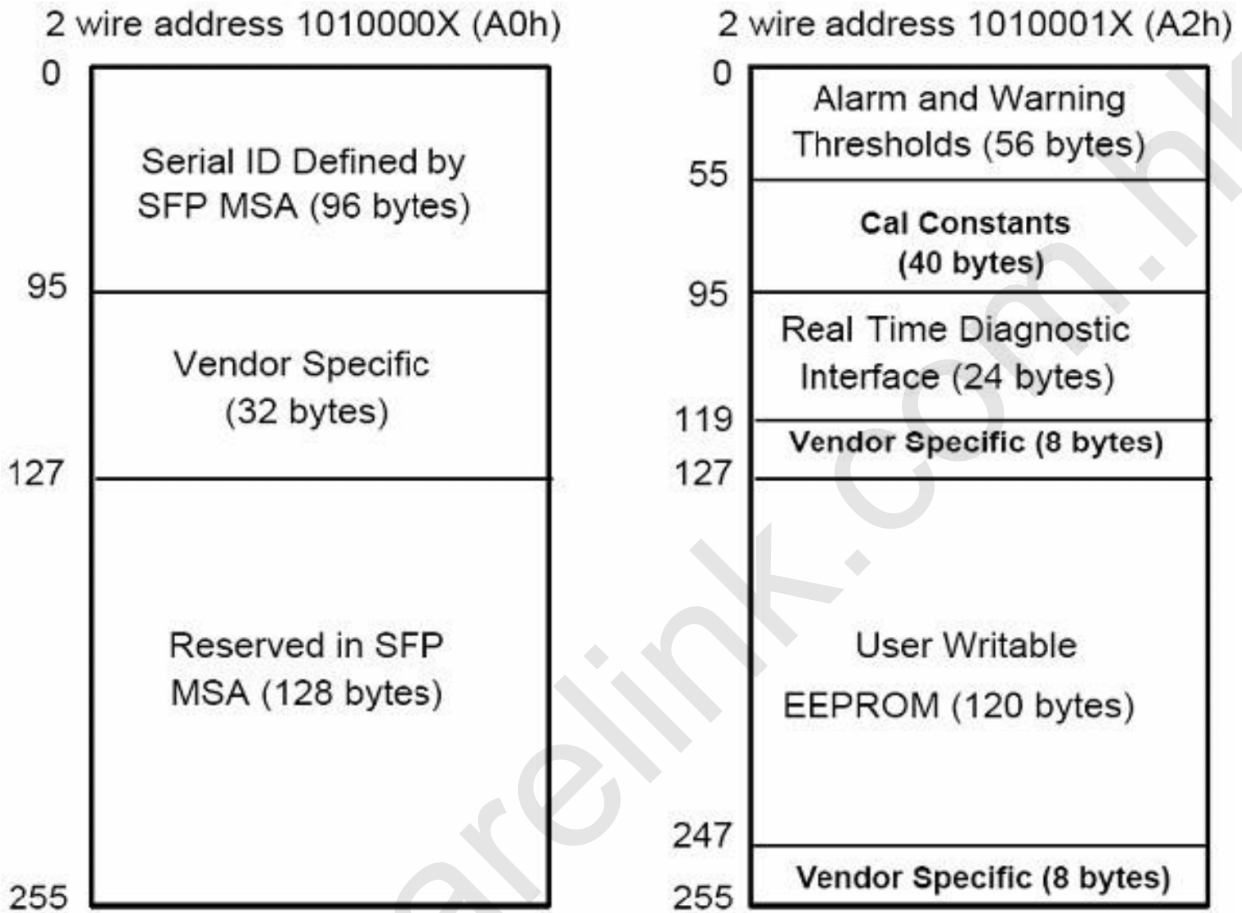 2 wire address 1010000X (A0h)
0
Serial ID Defined by
SFP MSA (96 bytes)
95
Vendor Specific
(32 bytes)
127
Reserved in SFP
MSA (128 bytes)
255
2 wire address 1010001X (A2h)
0
Alarm and Warning
Thresholds (56 bytes)
55
Cal Constants
(40 bytes)
95
Real Time Diagnostic
Interface (24 bytes)
119
Vendor Specific (8 bytes)
127
User Writable
EEPROM (120 bytes)
247
Vendor Specific (8 bytes)
255
arelink.com.hk